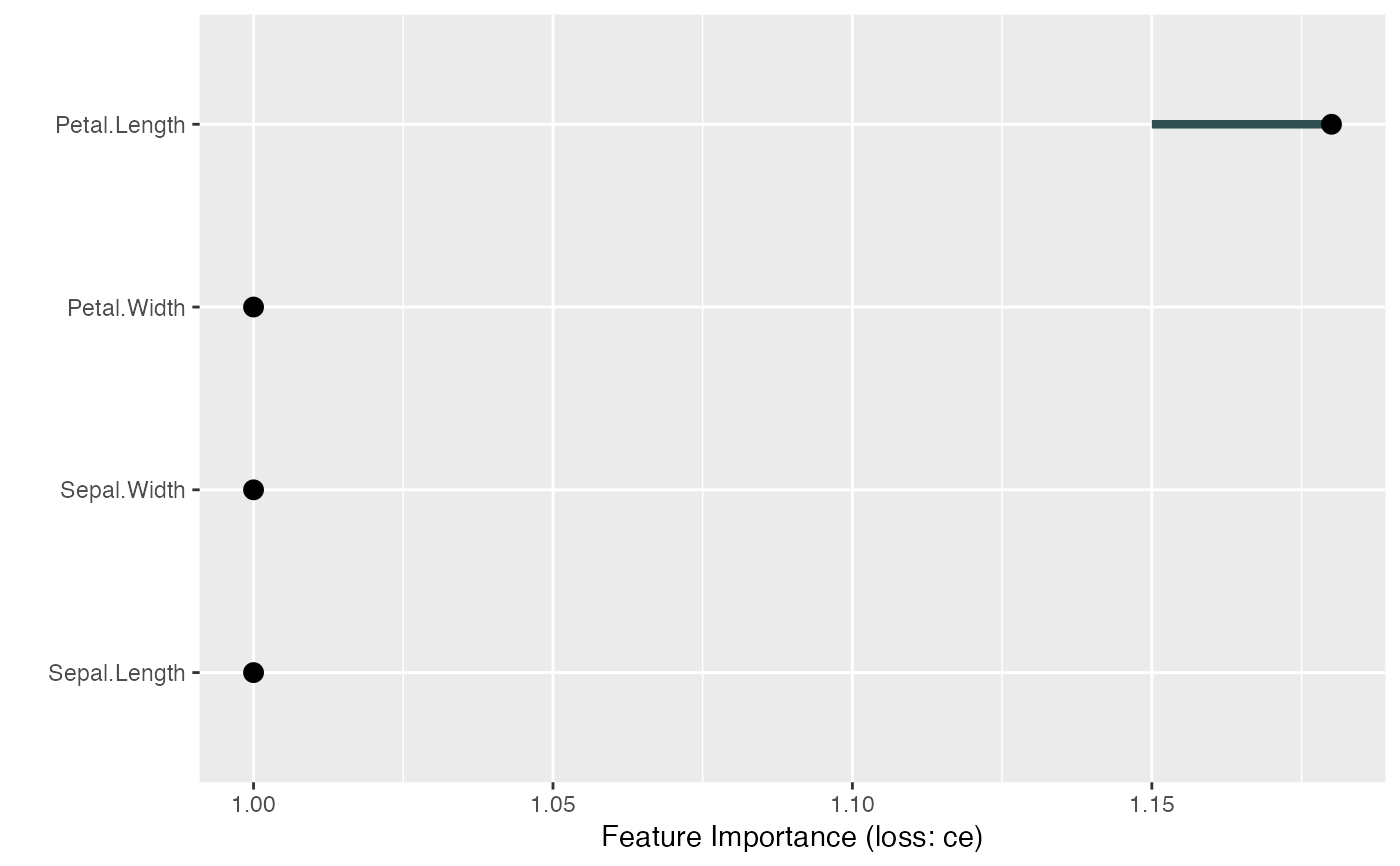 Petal.Length
Petal.Width
Sepal.Width
Sepal.Length
1.00 1.05 1.10 1.15
Feature Importance (loss: ce)